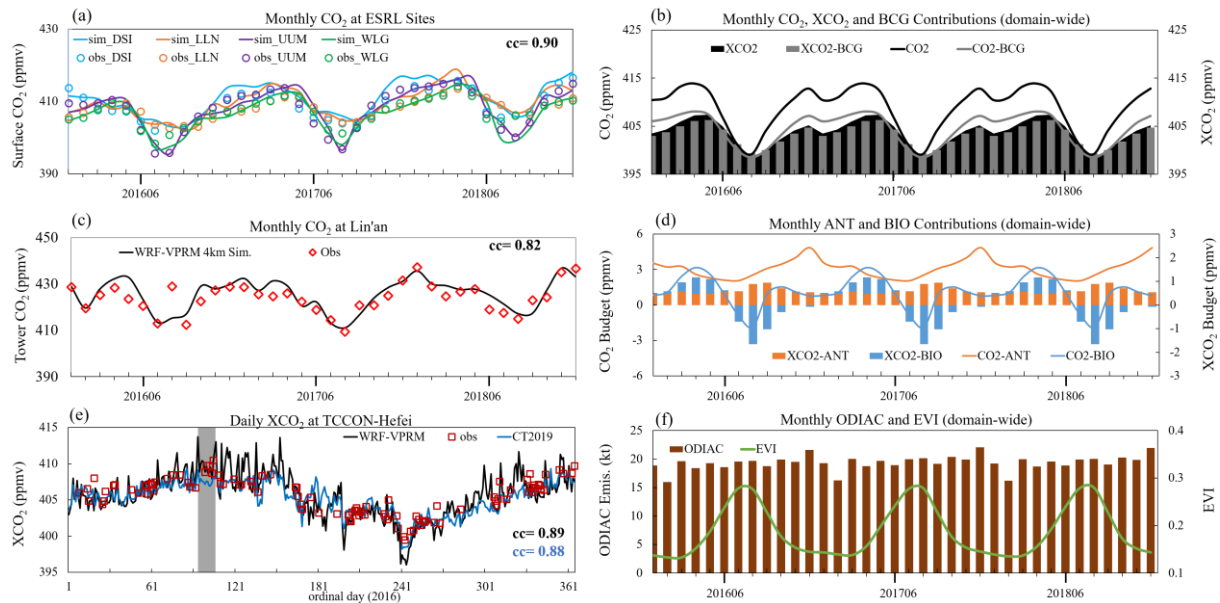 (a)
Monthly CO₂ at ESRL Sites
Surface CO₂ (ppmv)
430
410
390
sim_DSI
sim_LLN
sim_UUM
sim_WLG
obs_DSI
obs_LLN
obs_UUM
obs_WLG
cc= 0.90
201606
201706
201806
(b)
Monthly CO₂, XCO₂ and BCG Contributions (domain-wide)
CO₂ (ppmv)
425
415
405
395
XCO2
XCO2-BCG
CO2
CO2-BCG
425
415
405
395
XCO₂ (ppmv)
201606
201706
201806
(c)
Monthly CO₂ at Lin'an
Tower CO₂ (ppmv)
450
430
410
390
WRF-VPRM 4km Sim.
Obs
cc= 0.82
201606
201706
201806
(d)
Monthly ANT and BIO Contributions (domain-wide)
CO₂ Budget (ppmv)
6
3
0
-3
-6
3
2
1
0
-1
-2
-3
XCO₂ Budget (ppmv)
XCO2-ANT
XCO2-BIO
CO2-ANT
CO2-BIO
201606
201706
201806
(e)
Daily XCO₂ at TCCON-Hefei
XCO₂ (ppmv)
415
410
405
400
395
WRF-VPRM
obs
CT2019
cc= 0.89
cc= 0.88
1
61
121
181
241
301
361
ordinal day (2016)
(f)
Monthly ODIAC and EVI (domain-wide)
ODIAC Emis. (kt)
25
20
15
10
5
0
ODIAC
EVI
0.4
0.3
0.2
0.1
EVI
201606
201706
201806